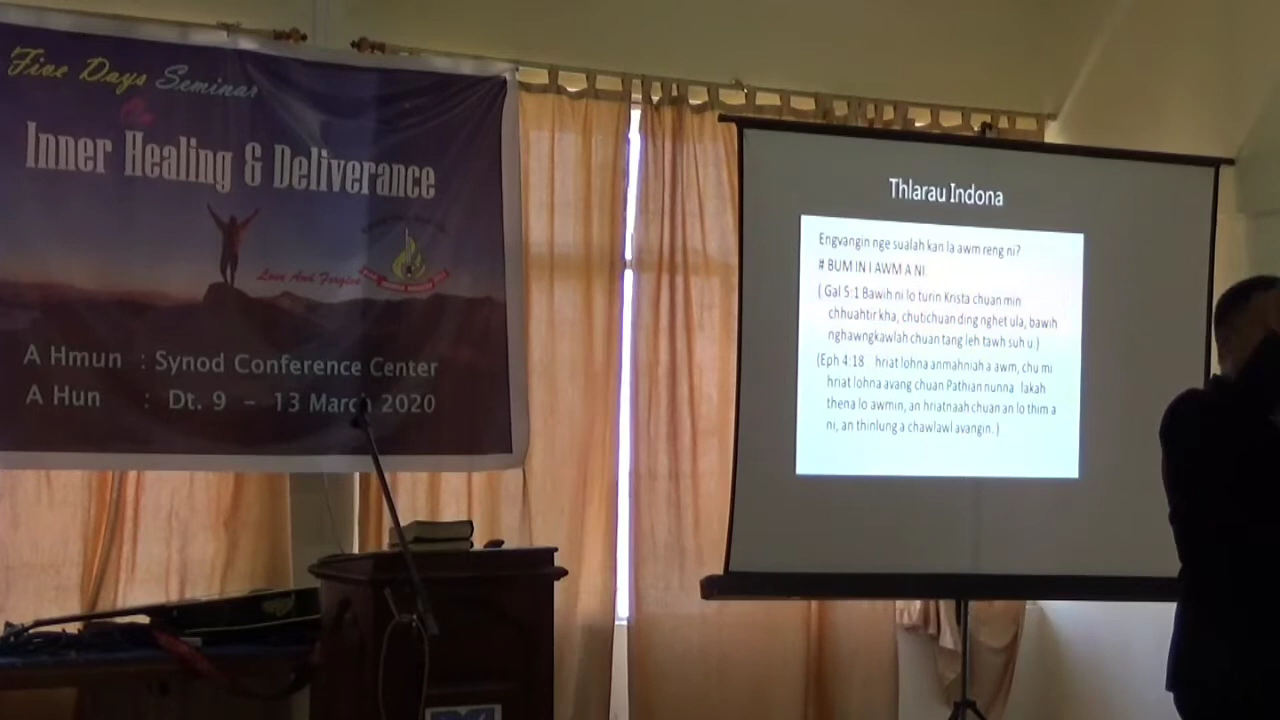 Five Days Seminar
On
Inner Healing & Deliverance
Love And Forgive
A Hmun : Synod Conference Center
A Hun : Dt. 9 - 13 March 2020
Thlarau Indona
Engvangin nge sualah kan la awm reng ni?
# BUM IN I AWM A NI
( Gal 5:1 Bawih ni lo turin Krista chuan min
chhuahtir kha, chutichuan ding nghet ula, bawih
nghawngkawlah chuan tang leh tawh suh u.)
(Eph 4:18 hriat lohna anmahniah a awm, chu mi
hriat lohna avang chuan Pathian nunna lakah
thena lo awmin, an hriatnaah chuan an lo thim a
ni, an thinlung a chawlawl avangin.)